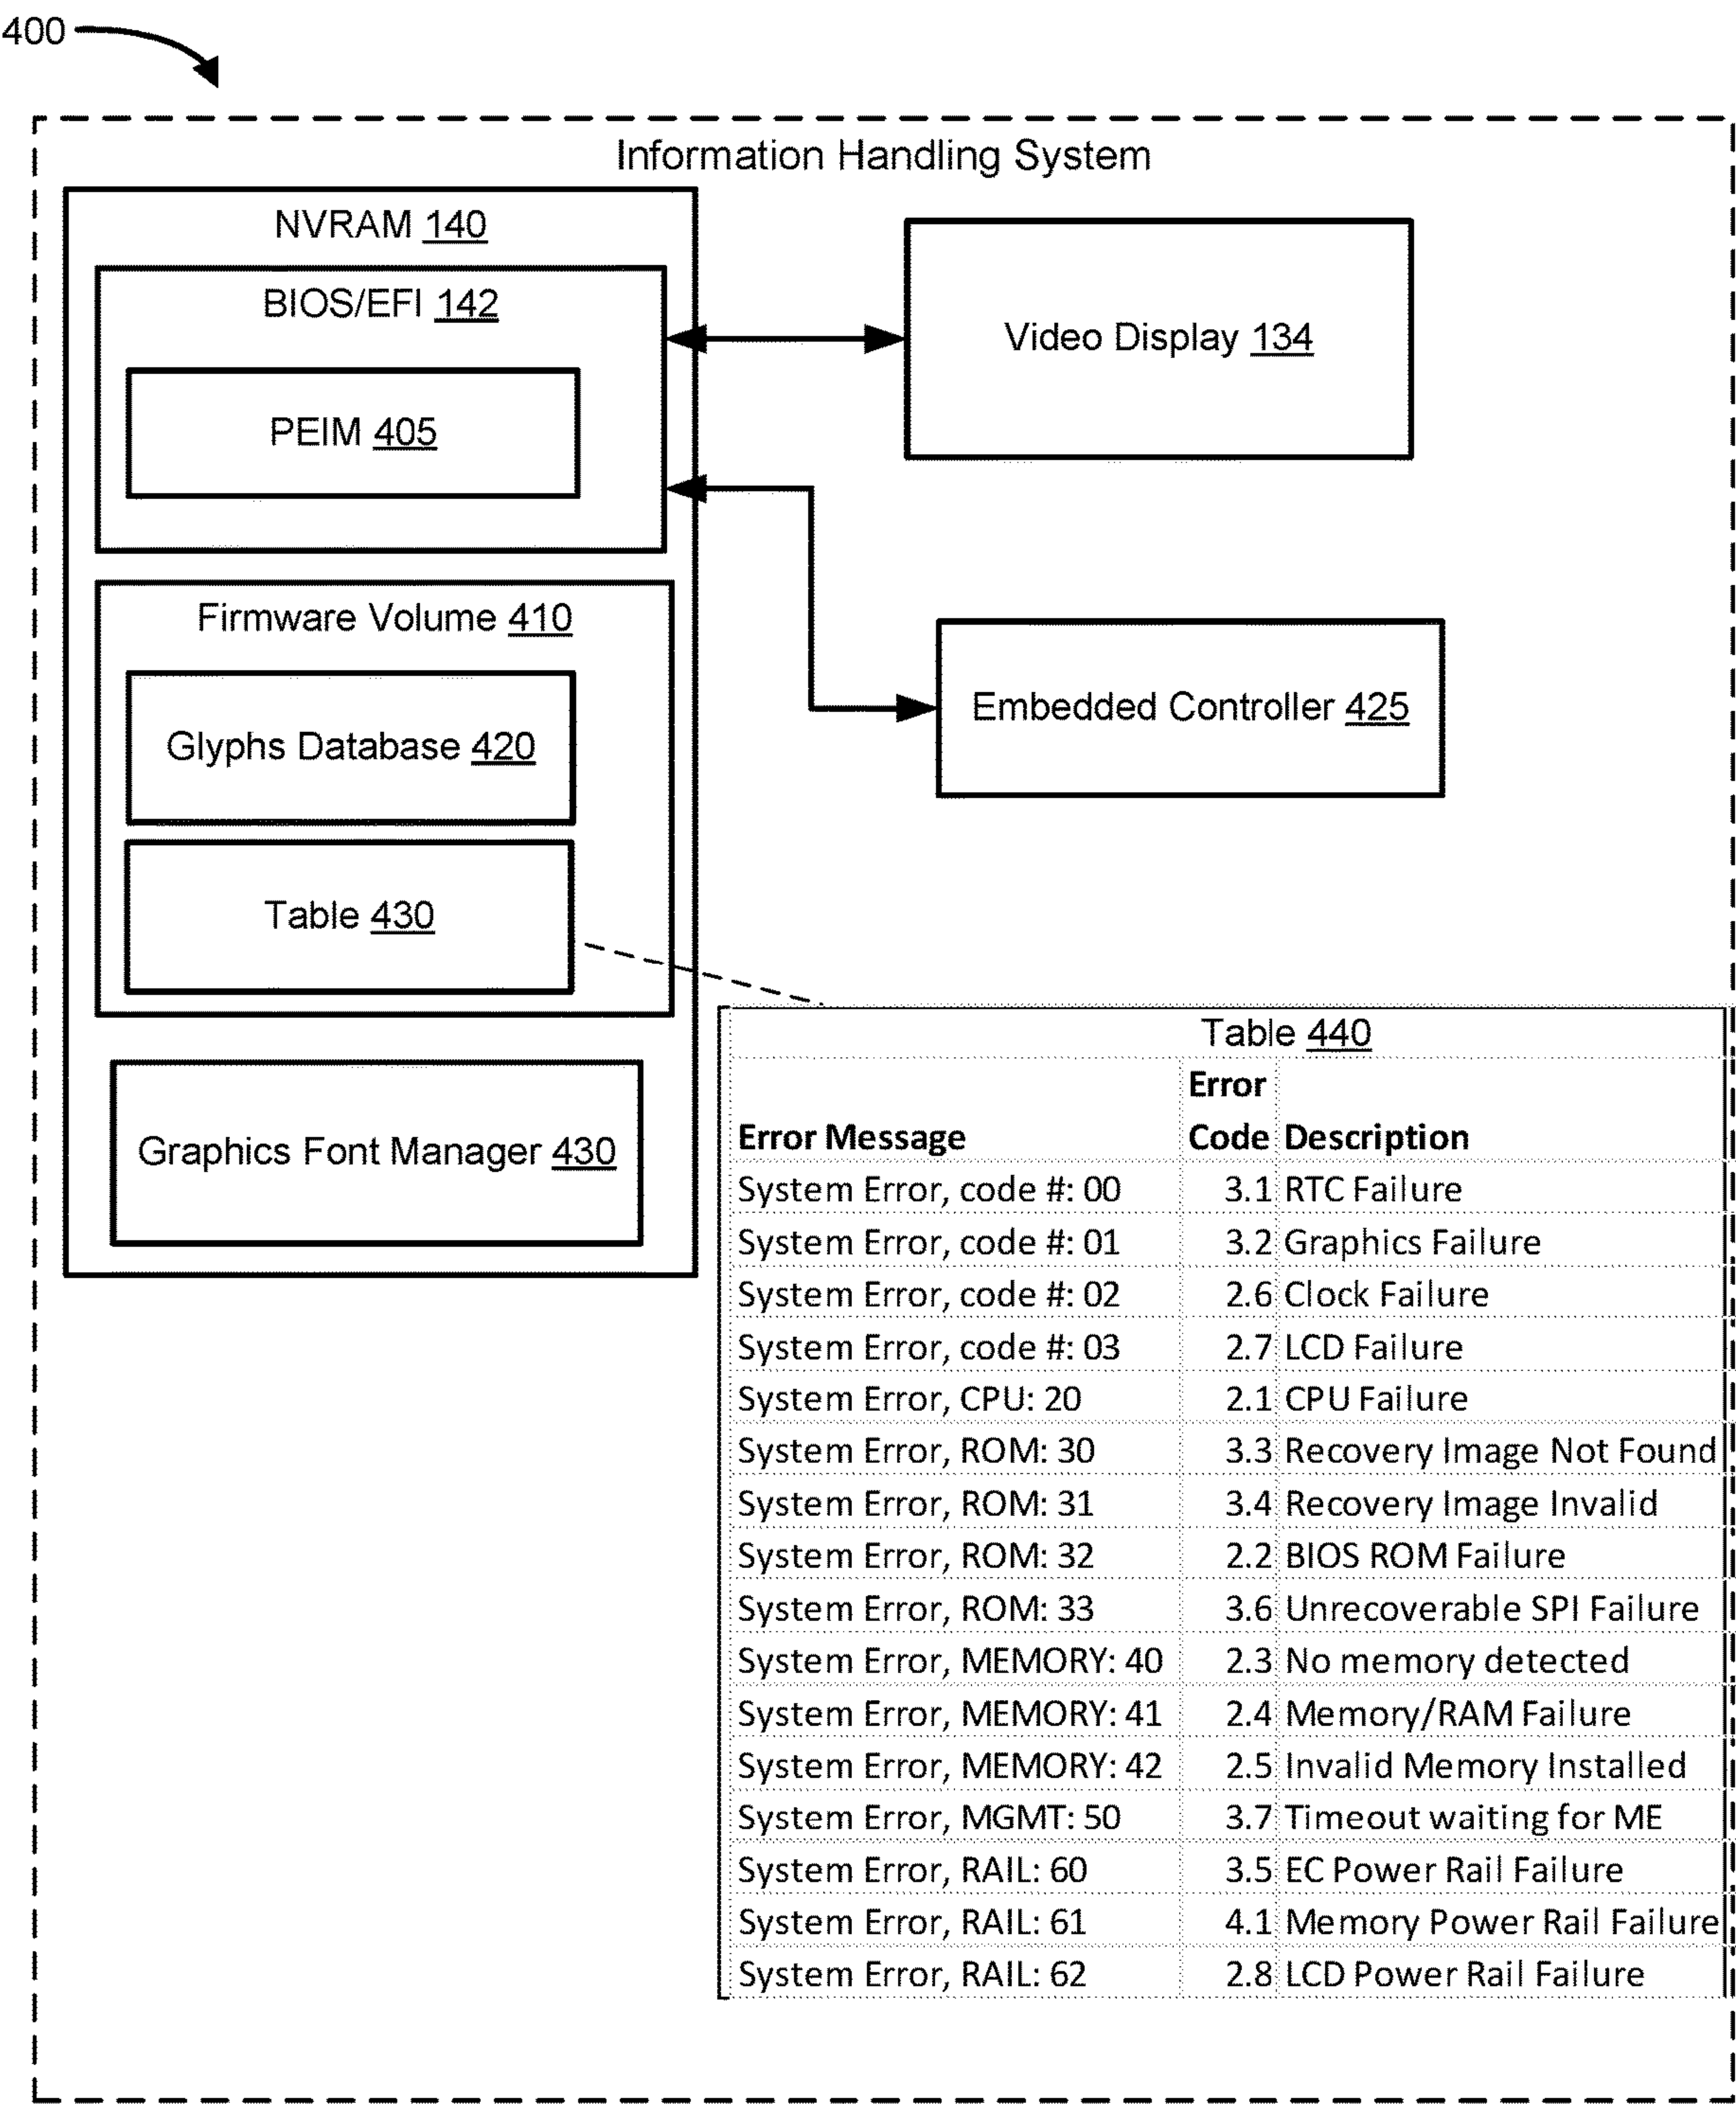 400
Information Handling System
NVRAM 140
BIOS/EFI 142
PEIM 405
Video Display 134
Firmware Volume 410
Glyphs Database 420
Embedded Controller 425
Table 430
Graphics Font Manager 430
Table 440
Error Message Error Code Description
System Error, code #: 00 3.1 RTC Failure
System Error, code #: 01 3.2 Graphics Failure
System Error, code #: 02 2.6 Clock Failure
System Error, code #: 03 2.7 LCD Failure
System Error, CPU: 20 2.1 CPU Failure
System Error, ROM: 30 3.3 Recovery Image Not Found
System Error, ROM: 31 3.4 Recovery Image Invalid
System Error, ROM: 32 2.2 BIOS ROM Failure
System Error, ROM: 33 3.6 Unrecoverable SPI Failure
System Error, MEMORY: 40 2.3 No memory detected
System Error, MEMORY: 41 2.4 Memory/RAM Failure
System Error, MEMORY: 42 2.5 Invalid Memory Installed
System Error, MGMT: 50 3.7 Timeout waiting for ME
System Error, RAIL: 60 3.5 EC Power Rail Failure
System Error, RAIL: 61 4.1 Memory Power Rail Failure
System Error, RAIL: 62 2.8 LCD Power Rail Failure